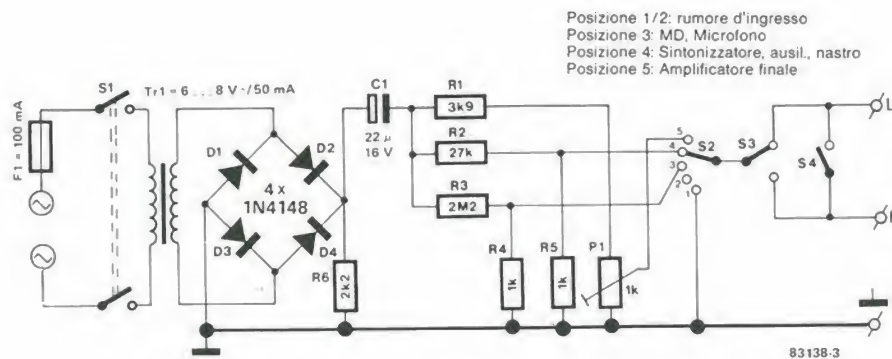 Posizione 1/2: rumore d'ingresso
Posizione 3: MD, Microfono
Posizione 4: Sintonizzatore, ausil., nastro
Posizione 5: Amplificatore finale
S1
Tr1 = 6 ... 8 V~/50 mA
F1 = 100 mA
D1
D2
4 x
1N4148
D3
D4
C1
22 µ
16 V
R1
3k9
R2
27k
R3
2M2
R4
1k
R5
1k
P1
1k
R6
2k2
5
4
3
2
1
S2
S3
S4
L
83138-3